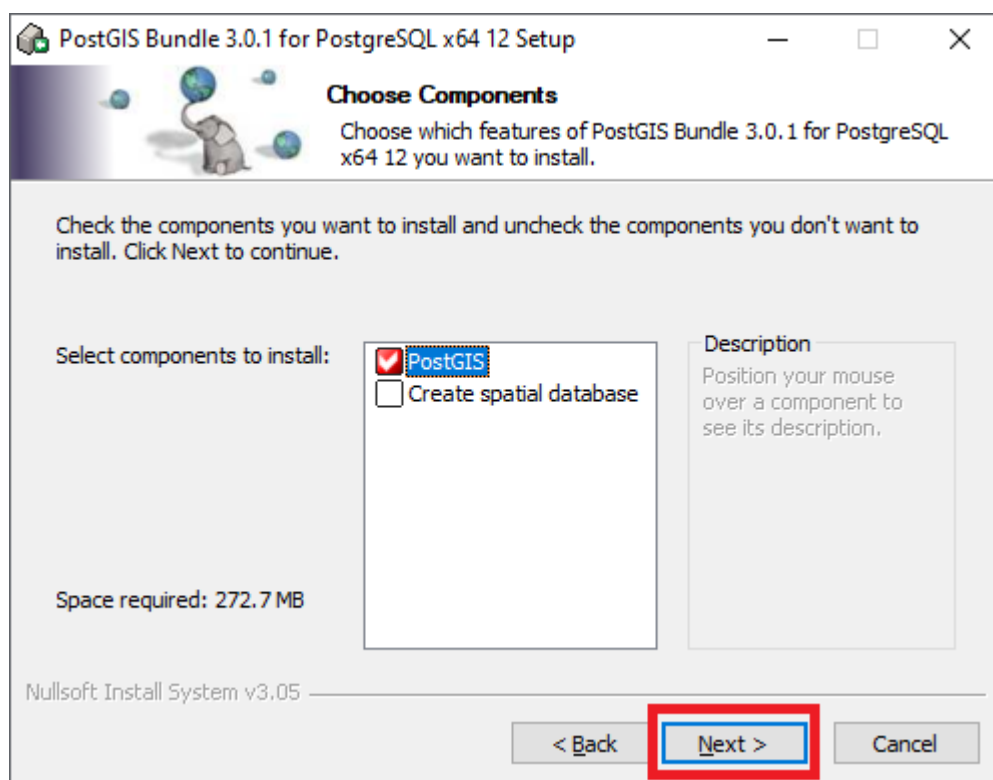 PostGIS Bundle 3.0.1 for PostgreSQL x64 12 Setup
Choose Components
Choose which features of PostGIS Bundle 3.0.1 for PostgreSQL
x64 12 you want to install.
Check the components you want to install and uncheck the components you don't want to
install. Click Next to continue.
Select components to install:
PostGIS
Create spatial database
Description
Position your mouse
over a component to
see its description.
Space required: 272.7 MB
Nullsoft Install System v3.05
< Back
Next >
Cancel